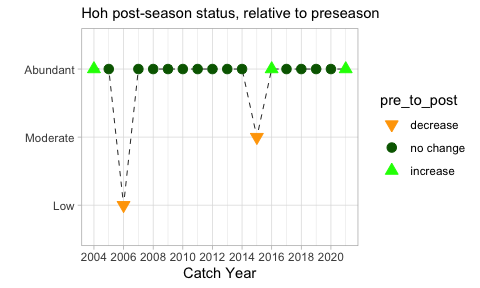 Hoh post-season status, relative to preseason
Abundant
Moderate
Low
2004 2006 2008 2010 2012 2014 2016 2018 2020
Catch Year
pre_to_post
decrease
no change
increase